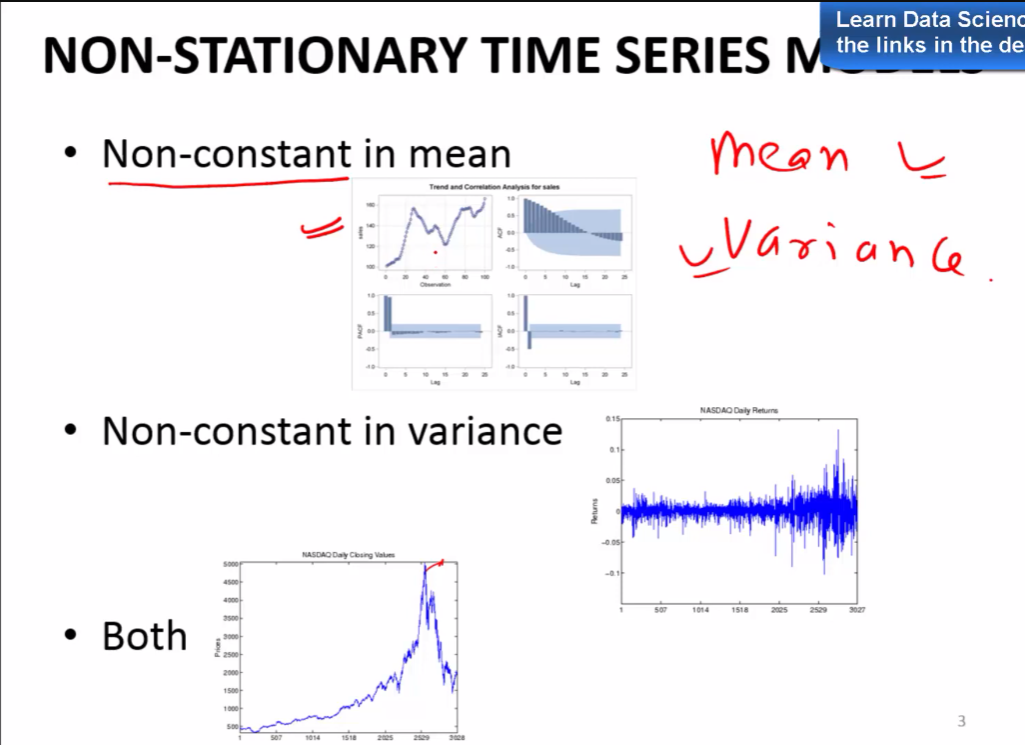 Learn Data Scienc
the links in the de
NON-STATIONARY TIME SERIES MODELS
• Non-constant in mean
mean
variance.
Trend and Correlation Analysis for sales
sales
160
140
120
100
0 20 40 60 80 100
Observation
ACF
1.0
0.5
0.0
-0.5
-1.0
0 5 10 15 20 25
Lag
PACF
1.0
0.5
0.0
-0.5
-1.0
0 5 10 15 20 25
Lag
IACF
1.0
0.5
0.0
-0.5
-1.0
0 5 10 15 20 25
Lag
• Non-constant in variance
NASDAQ Daily Returns
Returns
0.15
0.1
0.05
0
-0.05
-0.1
1 507 1014 1518 2025 2529 3027
• Both
NASDAQ Daily Closing Values
Prices
5000
4500
4000
3500
3000
2500
2000
1500
1000
500
1 507 1014 1518 2025 2529 3028
3